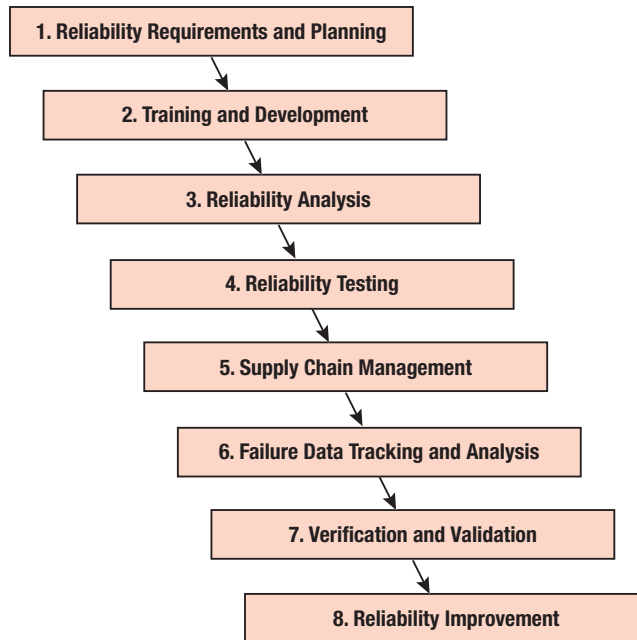 1. Reliability Requirements and Planning
2. Training and Development
3. Reliability Analysis
4. Reliability Testing
5. Supply Chain Management
6. Failure Data Tracking and Analysis
7. Verification and Validation
8. Reliability Improvement